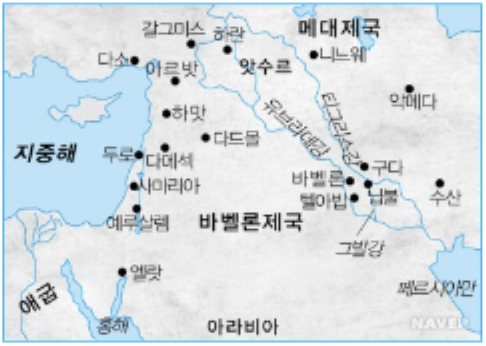 갈그미스
하란
메대제국
다소
아르밧
앗수르
니느웨
악메다
하맛
유브라데강
티그리스강
다드몰
지중해
두로
다메섹
구다
바벨론
닙불
수산
사마리아
텔아빕
예루살렘
바벨론제국
그발강
엘랏
페르시아만
애굽
홍해
아라비아
NAVER